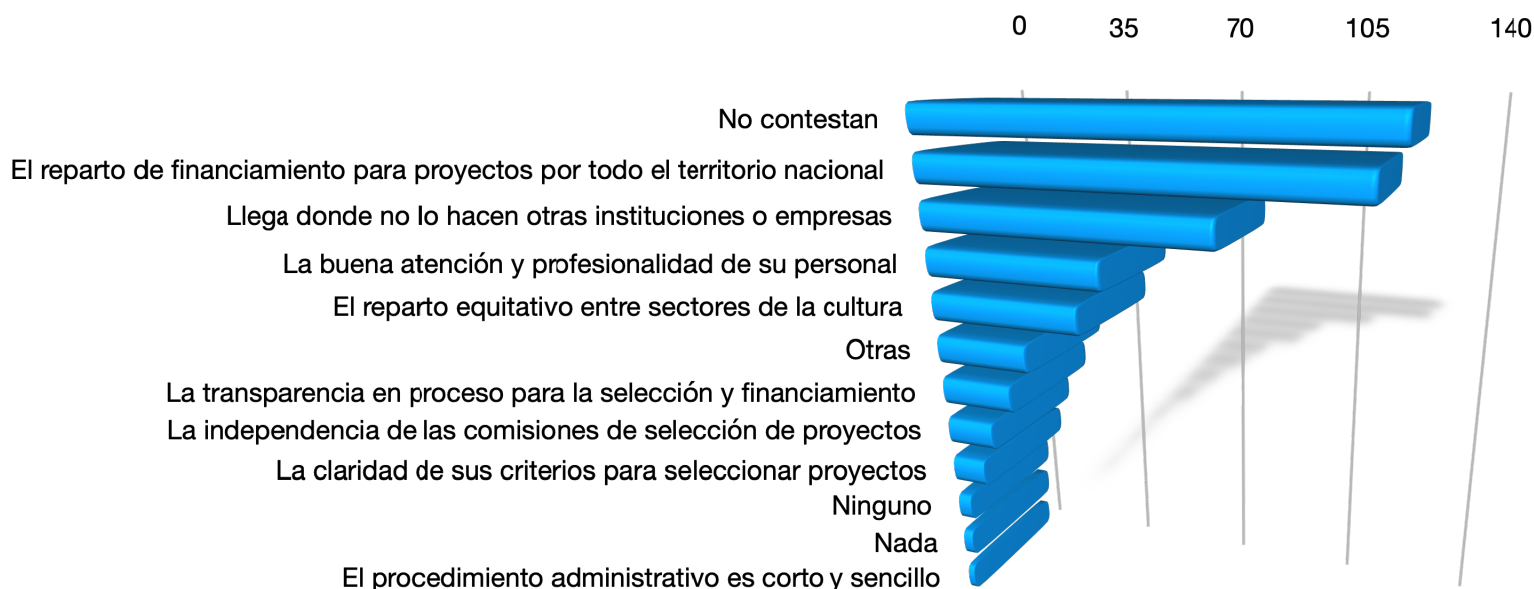 0 35 70 105 140
No contestan
El reparto de financiamiento para proyectos por todo el territorio nacional
Llega donde no lo hacen otras instituciones o empresas
La buena atención y profesionalidad de su personal
El reparto equitativo entre sectores de la cultura
Otras
La transparencia en proceso para la selección y financiamiento
La independencia de las comisiones de selección de proyectos
La claridad de sus criterios para seleccionar proyectos
Ninguno
Nada
El procedimiento administrativo es corto y sencillo